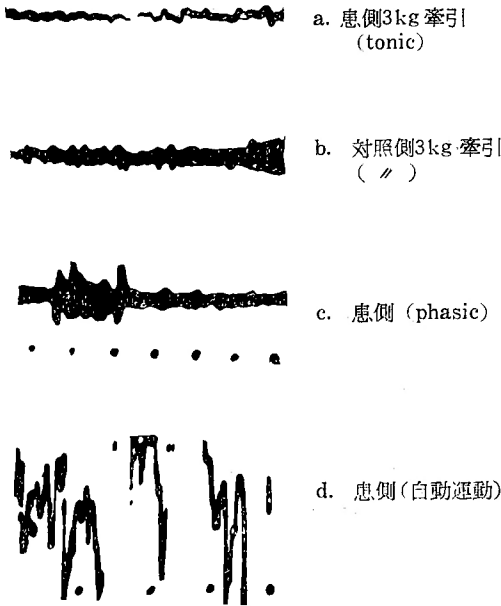 a. 患側3kg牽引
(tonic)
b. 対照側3kg牽引
( 〃 )
c. 患側 (phasic)
d. 患側(自動運動)